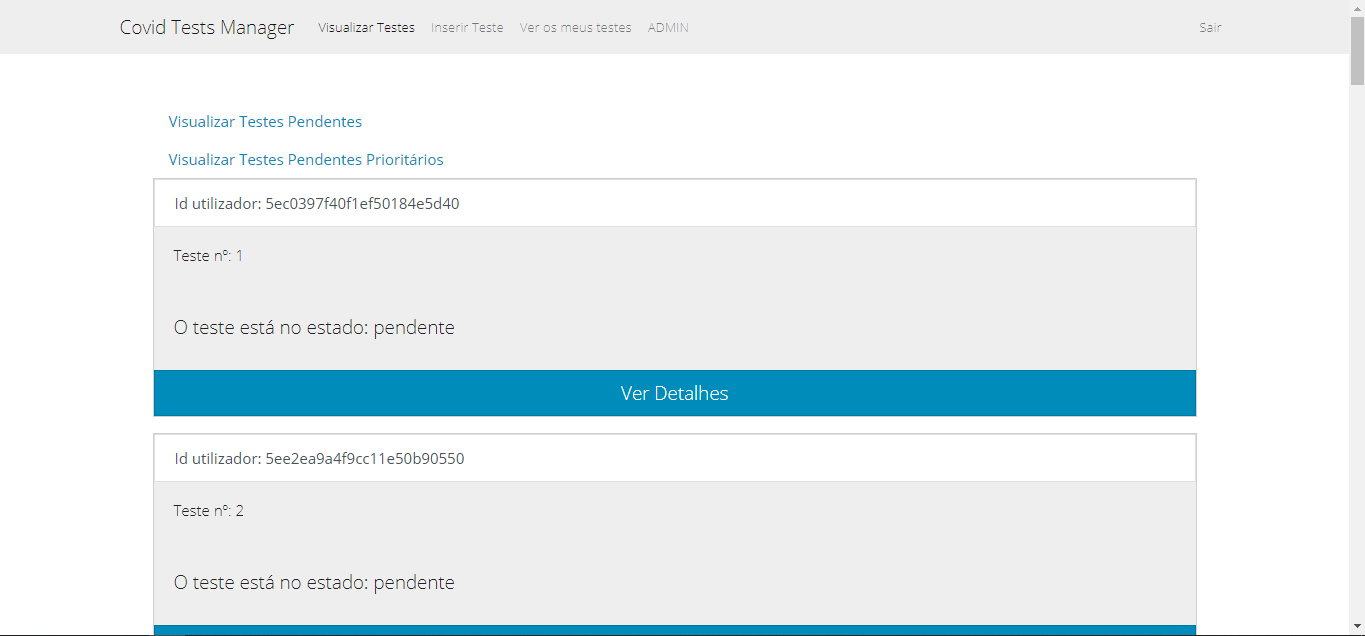 Covid Tests Manager Visualizar Testes Inserir Teste Ver os meus testes ADMIN Sair
Visualizar Testes Pendentes
Visualizar Testes Pendentes Prioritários
Id utilizador: 5ec0397f40f1ef50184e5d40
Teste nº: 1
O teste está no estado: pendente
Ver Detalhes
Id utilizador: 5ee2ea9a4f9cc11e50b90550
Teste nº: 2
O teste está no estado: pendente